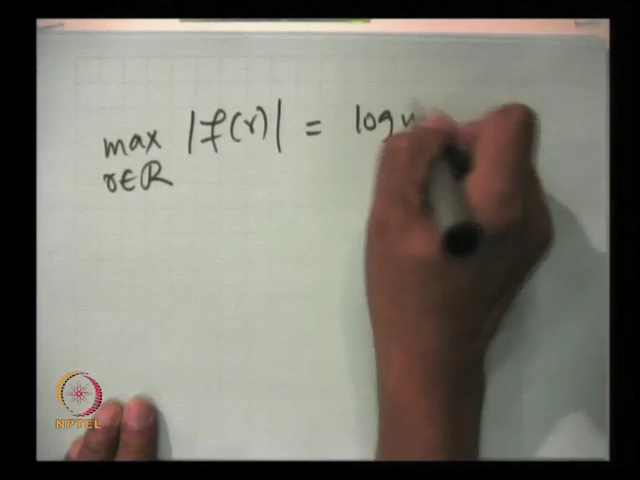 max |f(r)| = log
r∈R
NPTEL